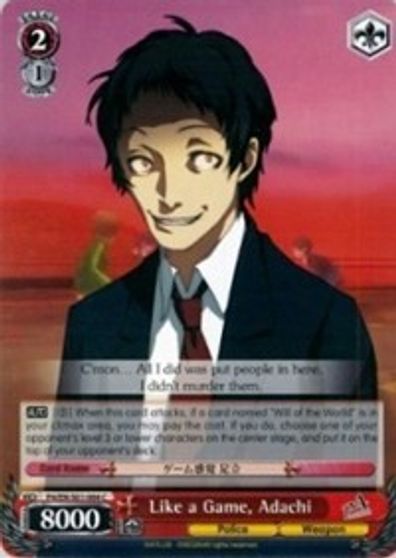 2
1
C'mon... All I did was put people in here.
I didn't murder them.
AUTO [(1)] When this card attacks, if a card named "Will of the World" is in
your climax area, you may pay the cost. If you do, choose one of your
opponent's level 3 or lower characters on the center stage, and put it on
top of your opponent's deck.
Card Name
ゲーム感覚 足立
Like a Game, Adachi
8000
Police
Weapon